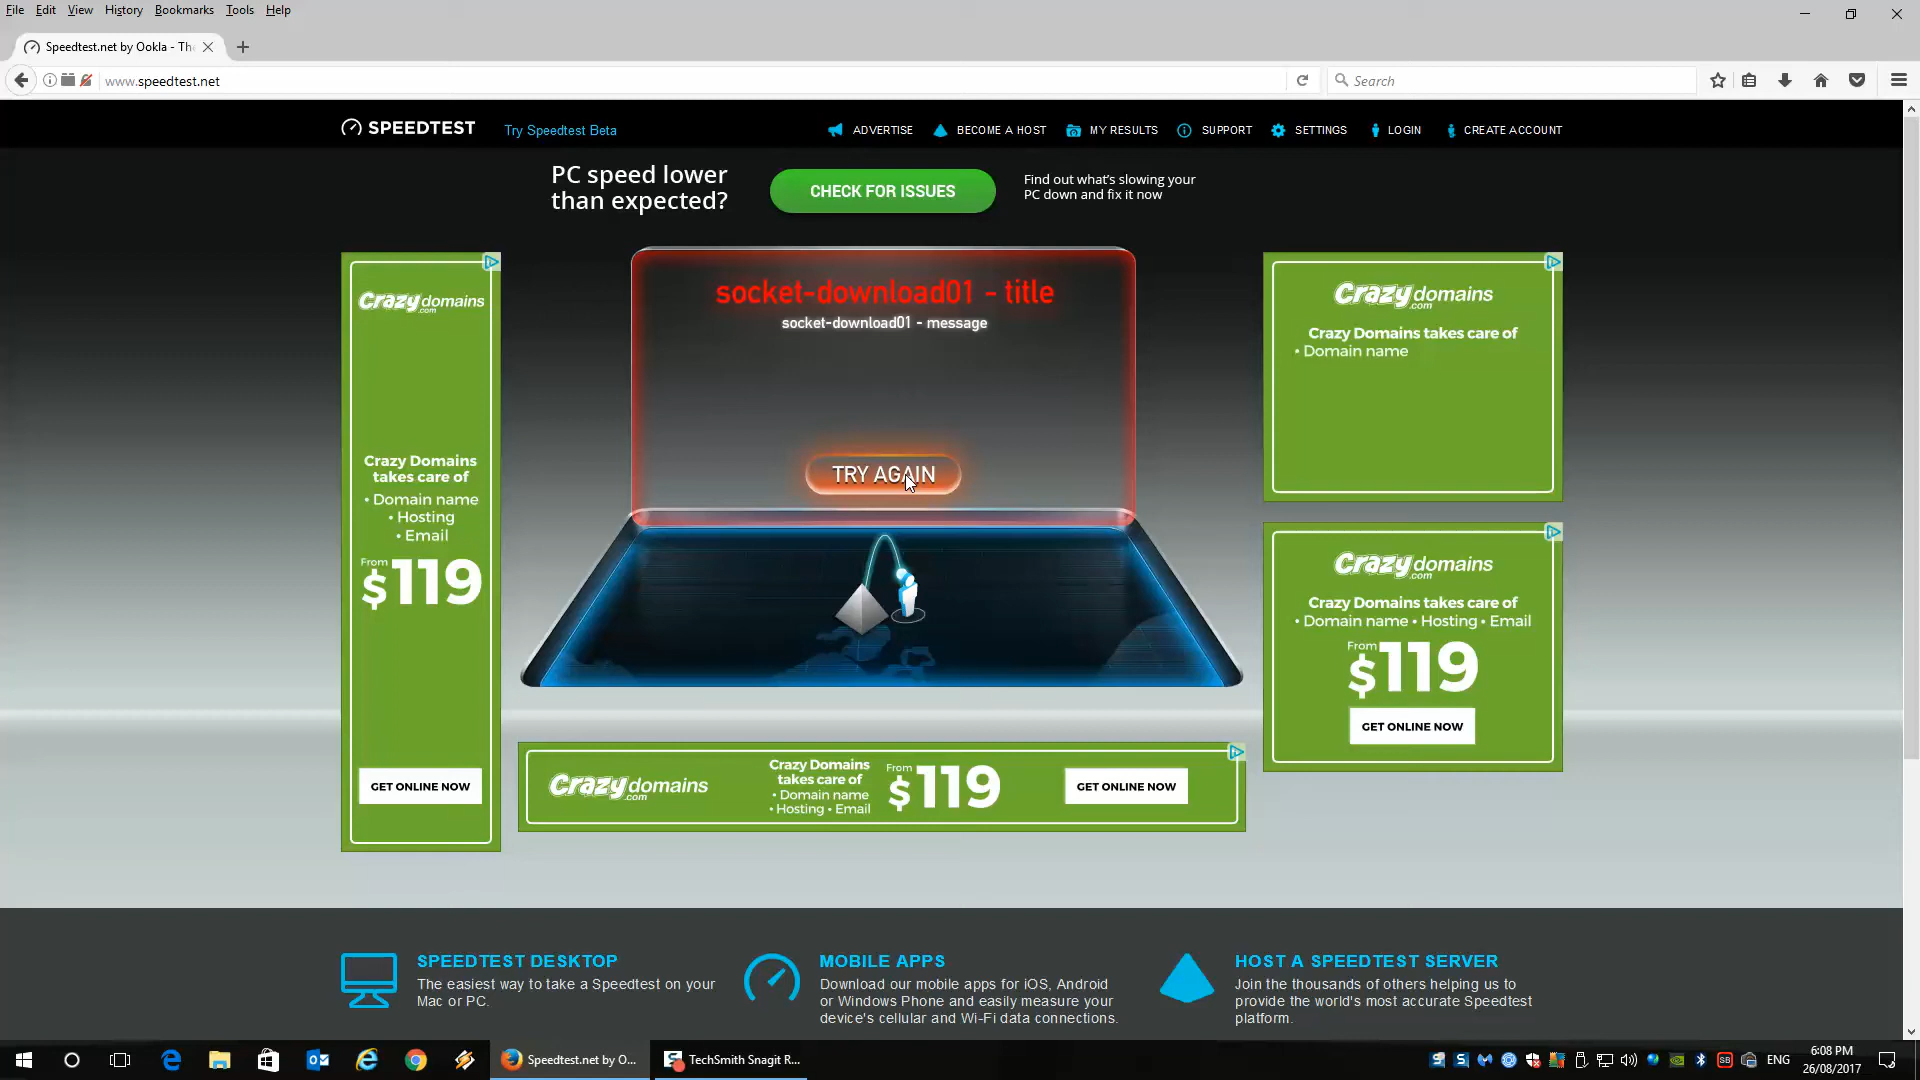 File Edit View History Bookmarks Tools Help
Speedtest.net by Ookla - Th
www.speedtest.net
Search
SPEEDTEST
Try Speedtest Beta
ADVERTISE
BECOME A HOST
MY RESULTS
SUPPORT
SETTINGS
LOGIN
CREATE ACCOUNT
PC speed lower
than expected?
CHECK FOR ISSUES
Find out what's slowing your
PC down and fix it now
Crazy domains
.com
Crazy Domains
takes care of
• Domain name
• Hosting
• Email
From
$119
GET ONLINE NOW
socket-download01 - title
socket-download01 - message
TRY AGAIN
Crazy domains
.com
Crazy Domains takes care of
• Domain name
Crazy domains
.com
Crazy Domains takes care of
• Domain name • Hosting • Email
From
$119
GET ONLINE NOW
Crazy domains
.com
Crazy Domains
takes care of
• Domain name
• Hosting • Email
From
$119
GET ONLINE NOW
SPEEDTEST DESKTOP
The easiest way to take a Speedtest on your
Mac or PC.
MOBILE APPS
Download our mobile apps for iOS, Android
or Windows Phone and easily measure your
device's cellular and Wi-Fi data connections.
HOST A SPEEDTEST SERVER
Join the thousands of others helping us to
provide the world's most accurate Speedtest
platform.
Speedtest.net by O...
TechSmith Snagit R...
ENG
6:08 PM
26/08/2017